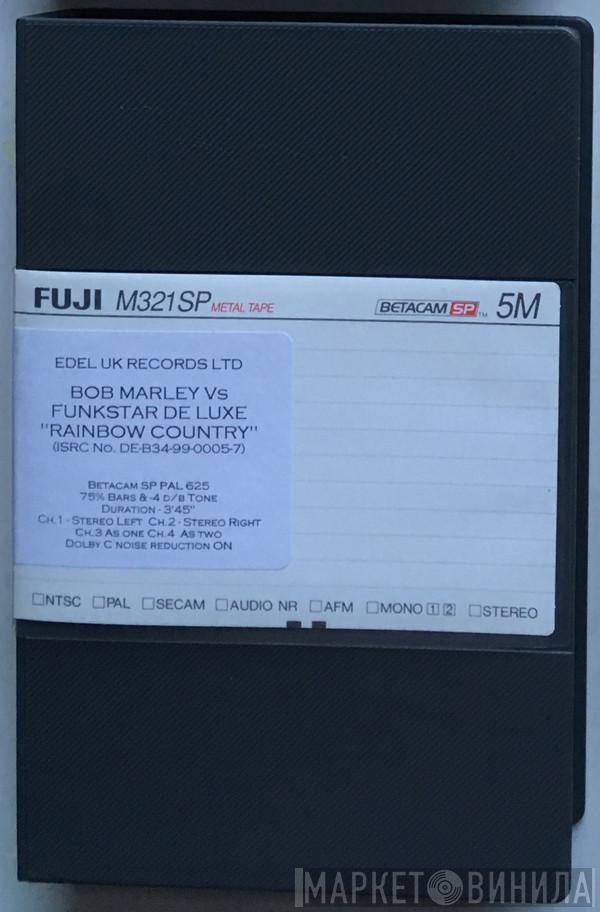 FUJI M321SP METAL TAPE BETACAM SP TM 5M
EDEL UK RECORDS LTD
BOB MARLEY Vs
FUNKSTAR DE LUXE
"RAINBOW COUNTRY"
(ISRC No. DE-B34-99-0005-7)
BETACAM SP PAL 625
75% BARS & -4 D/B TONE
DURATION - 3'45"
CH.1 - STEREO LEFT CH.2 - STEREO RIGHT
CH.3 AS ONE CH.4 AS TWO
DOLBY C NOISE REDUCTION ON
□NTSC □PAL □SECAM □AUDIO NR □AFM □MONO 1 2 □STEREO
МАРКЕТ ВИНИЛА